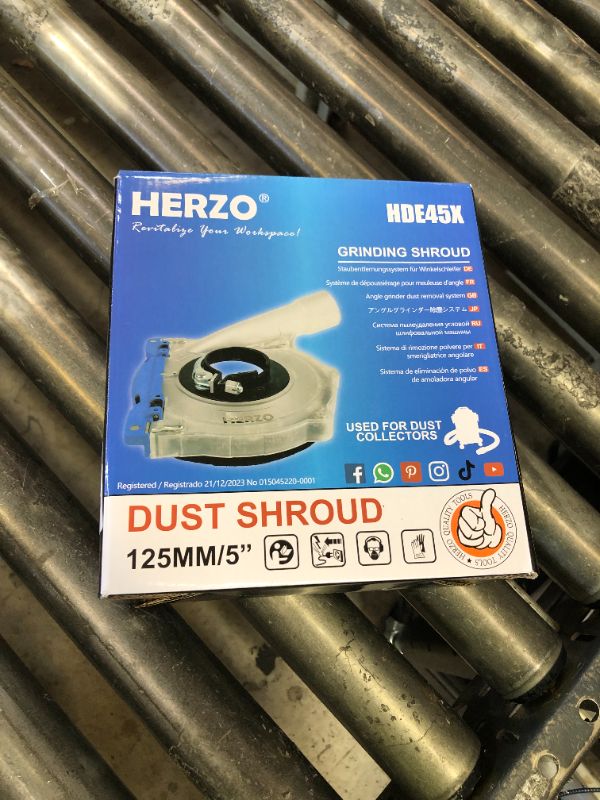 HERZO®
Revitalize Your Workspace!
HDE45X
GRINDING SHROUD
Staubentfernungssystem für Winkelschleifer DE
Système de dépoussiérage pour meuleuse d'angle FR
Angle grinder dust removal system GB
アングルグラインダー除塵システム JP
Система пылеудаления угловой RU
шлифовальной машины
Sistema di rimozione polvere per IT
smerigliatrice angolare
Sistema de eliminación de polvo ES
de amoladora angular
HERZO
USED FOR DUST
COLLECTORS
Registered / Registrado 21/12/2023 No 015045220-0001
DUST SHROUD
125MM/5”
HERZO QUALITY TOOLS
HERZO QUALITY TOOLS